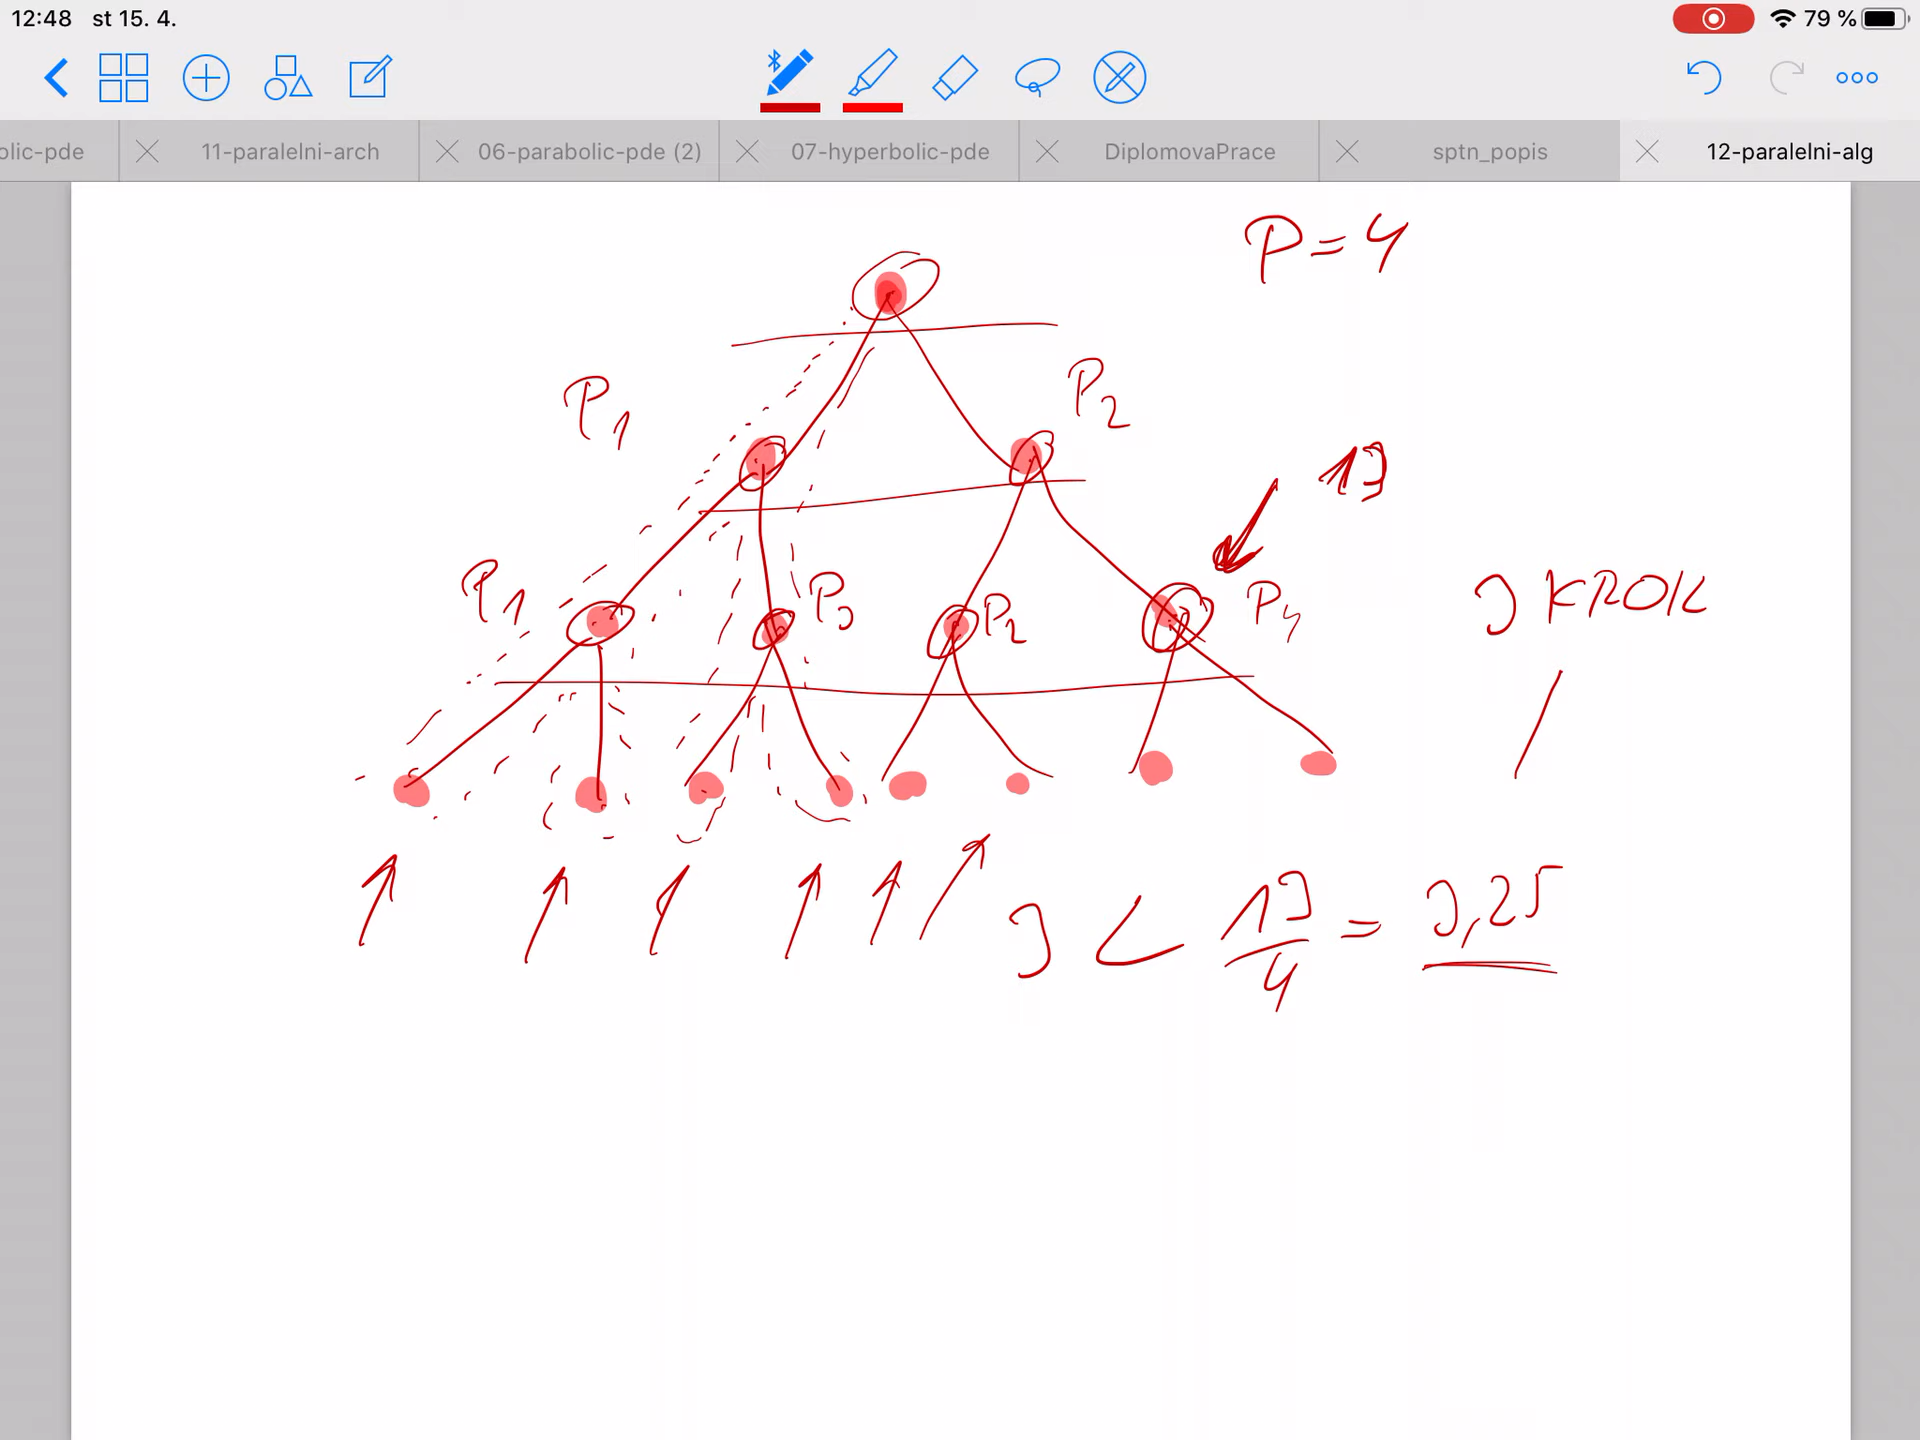 12:48 st 15. 4. 79 %
olic-pde 11-paralelni-arch 06-parabolic-pde (2) 07-hyperbolic-pde DiplomovaPrace sptn_popis 12-paralelni-alg
P=4
P1 P2
13
P1 P3 P2 P4 3 KROK
3 < 13/4 = 3,25